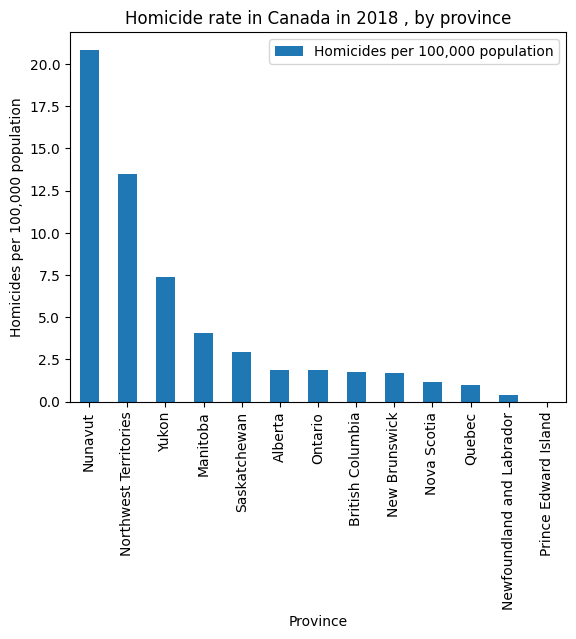 Homicide rate in Canada in 2018 , by province
Homicides per 100,000 population
Homicides per 100,000 population
20.0
17.5
15.0
12.5
10.0
7.5
5.0
2.5
0.0
Nunavut
Northwest Territories
Yukon
Manitoba
Saskatchewan
Alberta
Ontario
British Columbia
New Brunswick
Nova Scotia
Quebec
Newfoundland and Labrador
Prince Edward Island
Province